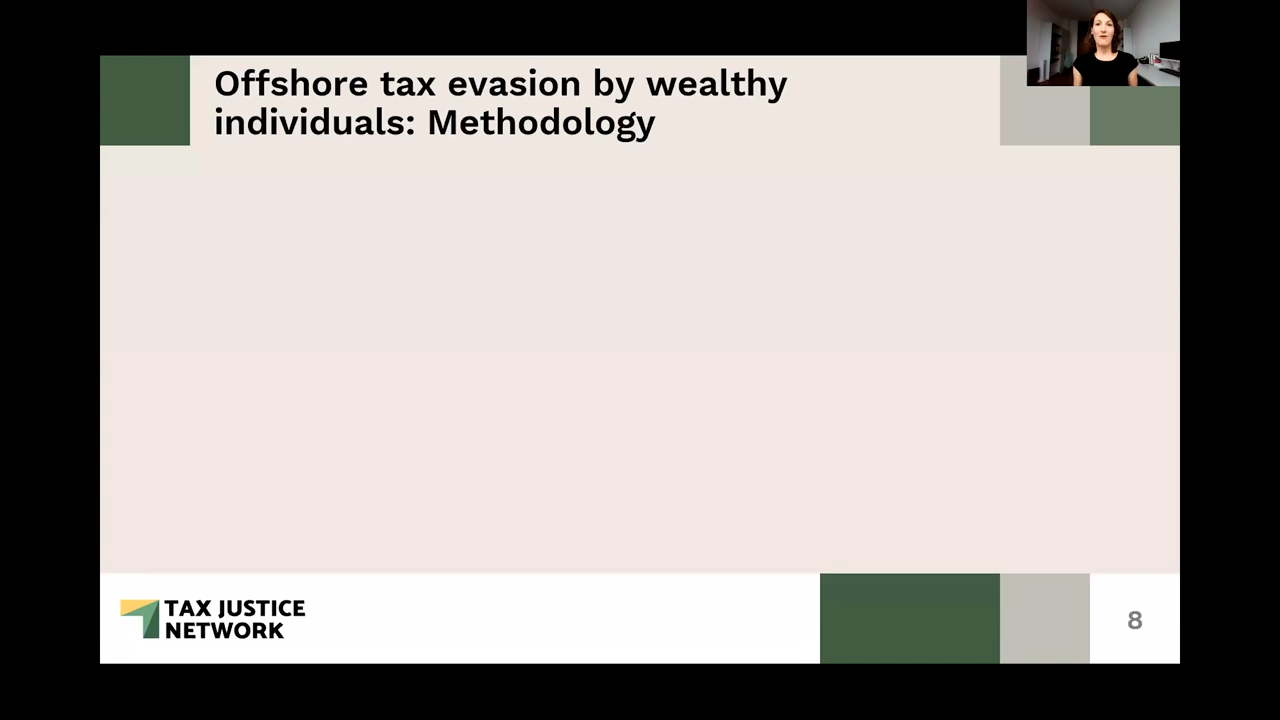 Offshore tax evasion by wealthy
individuals: Methodology
TAX JUSTICE
NETWORK
8